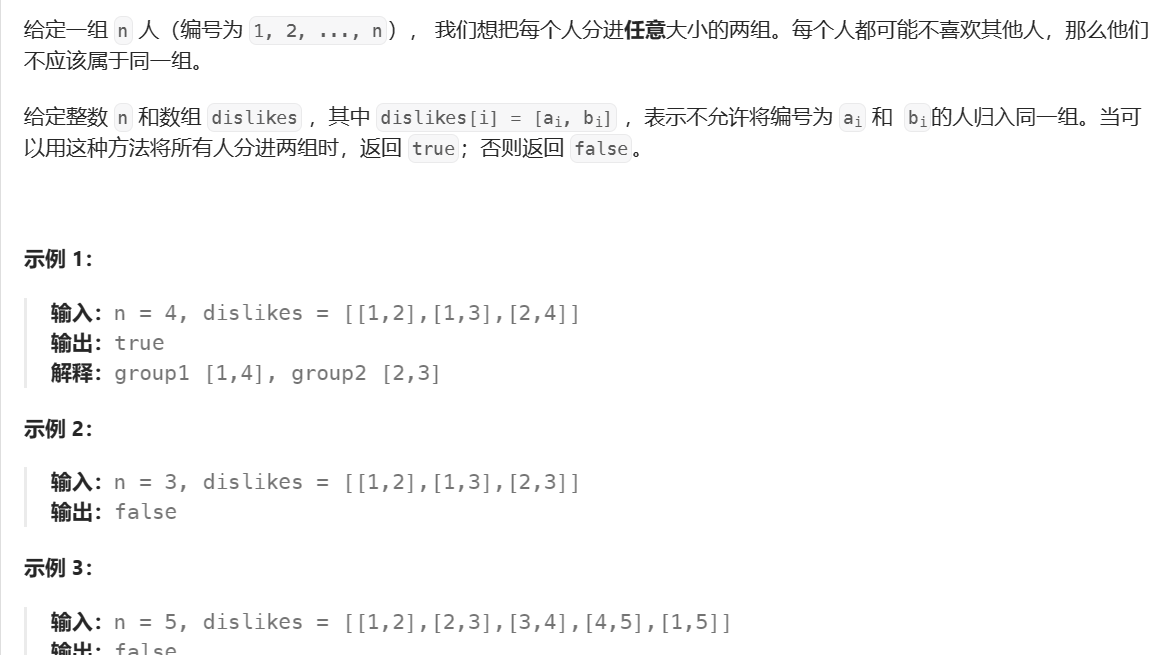 给定一组 n 人（编号为 1, 2, ..., n）， 我们想把每个人分进任意大小的两组。每个人都可能不喜欢其他人，那么他们
不应该属于同一组。
给定整数 n 和数组 dislikes ，其中 dislikes[i] = [ai, bi] ，表示不允许将编号为 ai 和 bi的人归入同一组。当可
以用这种方法将所有人分进两组时，返回 true；否则返回 false。
示例 1：
输入：n = 4, dislikes = [[1,2],[1,3],[2,4]]
输出：true
解释：group1 [1,4], group2 [2,3]
示例 2：
输入：n = 3, dislikes = [[1,2],[1,3],[2,3]]
输出：false
示例 3：
输入：n = 5, dislikes = [[1,2],[2,3],[3,4],[4,5],[1,5]]
输出：false